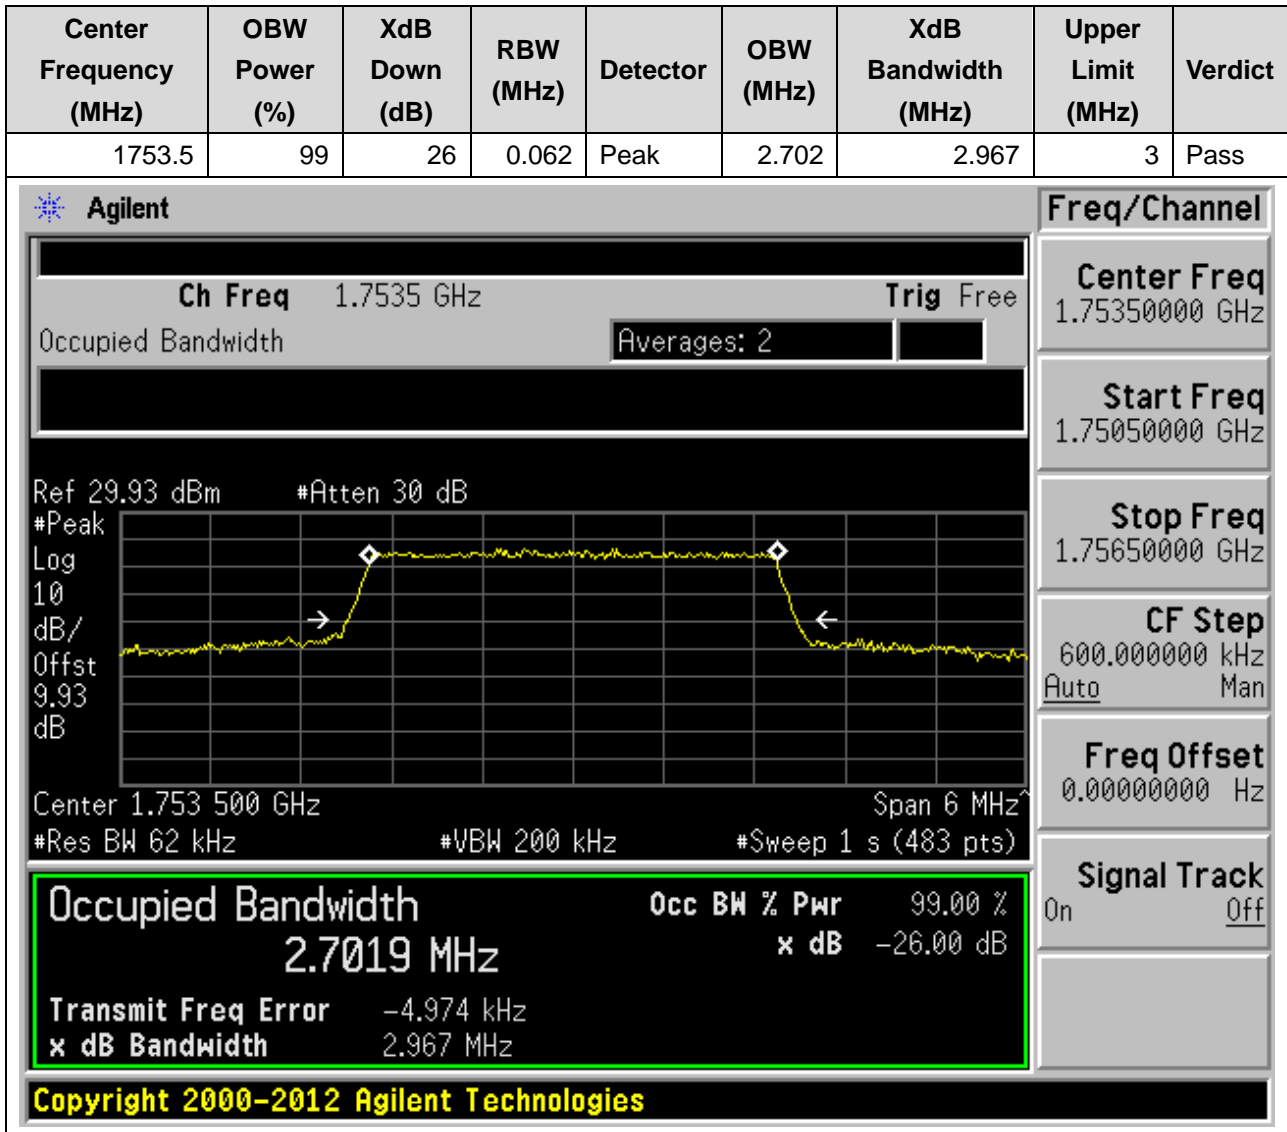 Center Frequency (MHz) OBW Power (%) XdB Down (dB) RBW (MHz) Detector OBW (MHz) XdB Bandwidth (MHz) Upper Limit (MHz) Verdict
1753.5 99 26 0.062 Peak 2.702 2.967 3 Pass
Agilent
Ch Freq 1.7535 GHz Trig Free
Occupied Bandwidth Averages: 2
Ref 29.93 dBm #Atten 30 dB
#Peak
Log
10
dB/
Offst
9.93
dB
Center 1.753 500 GHz Span 6 MHz^
#Res BW 62 kHz #VBW 200 kHz #Sweep 1 s (483 pts)
Occupied Bandwidth Occ BW % Pwr 99.00 %
2.7019 MHz x dB -26.00 dB
Transmit Freq Error -4.974 kHz
x dB Bandwidth 2.967 MHz
Freq/Channel
Center Freq
1.75350000 GHz
Start Freq
1.75050000 GHz
Stop Freq
1.75650000 GHz
CF Step
600.000000 kHz
Auto Man
Freq Offset
0.00000000 Hz
Signal Track
On Off
Copyright 2000-2012 Agilent Technologies